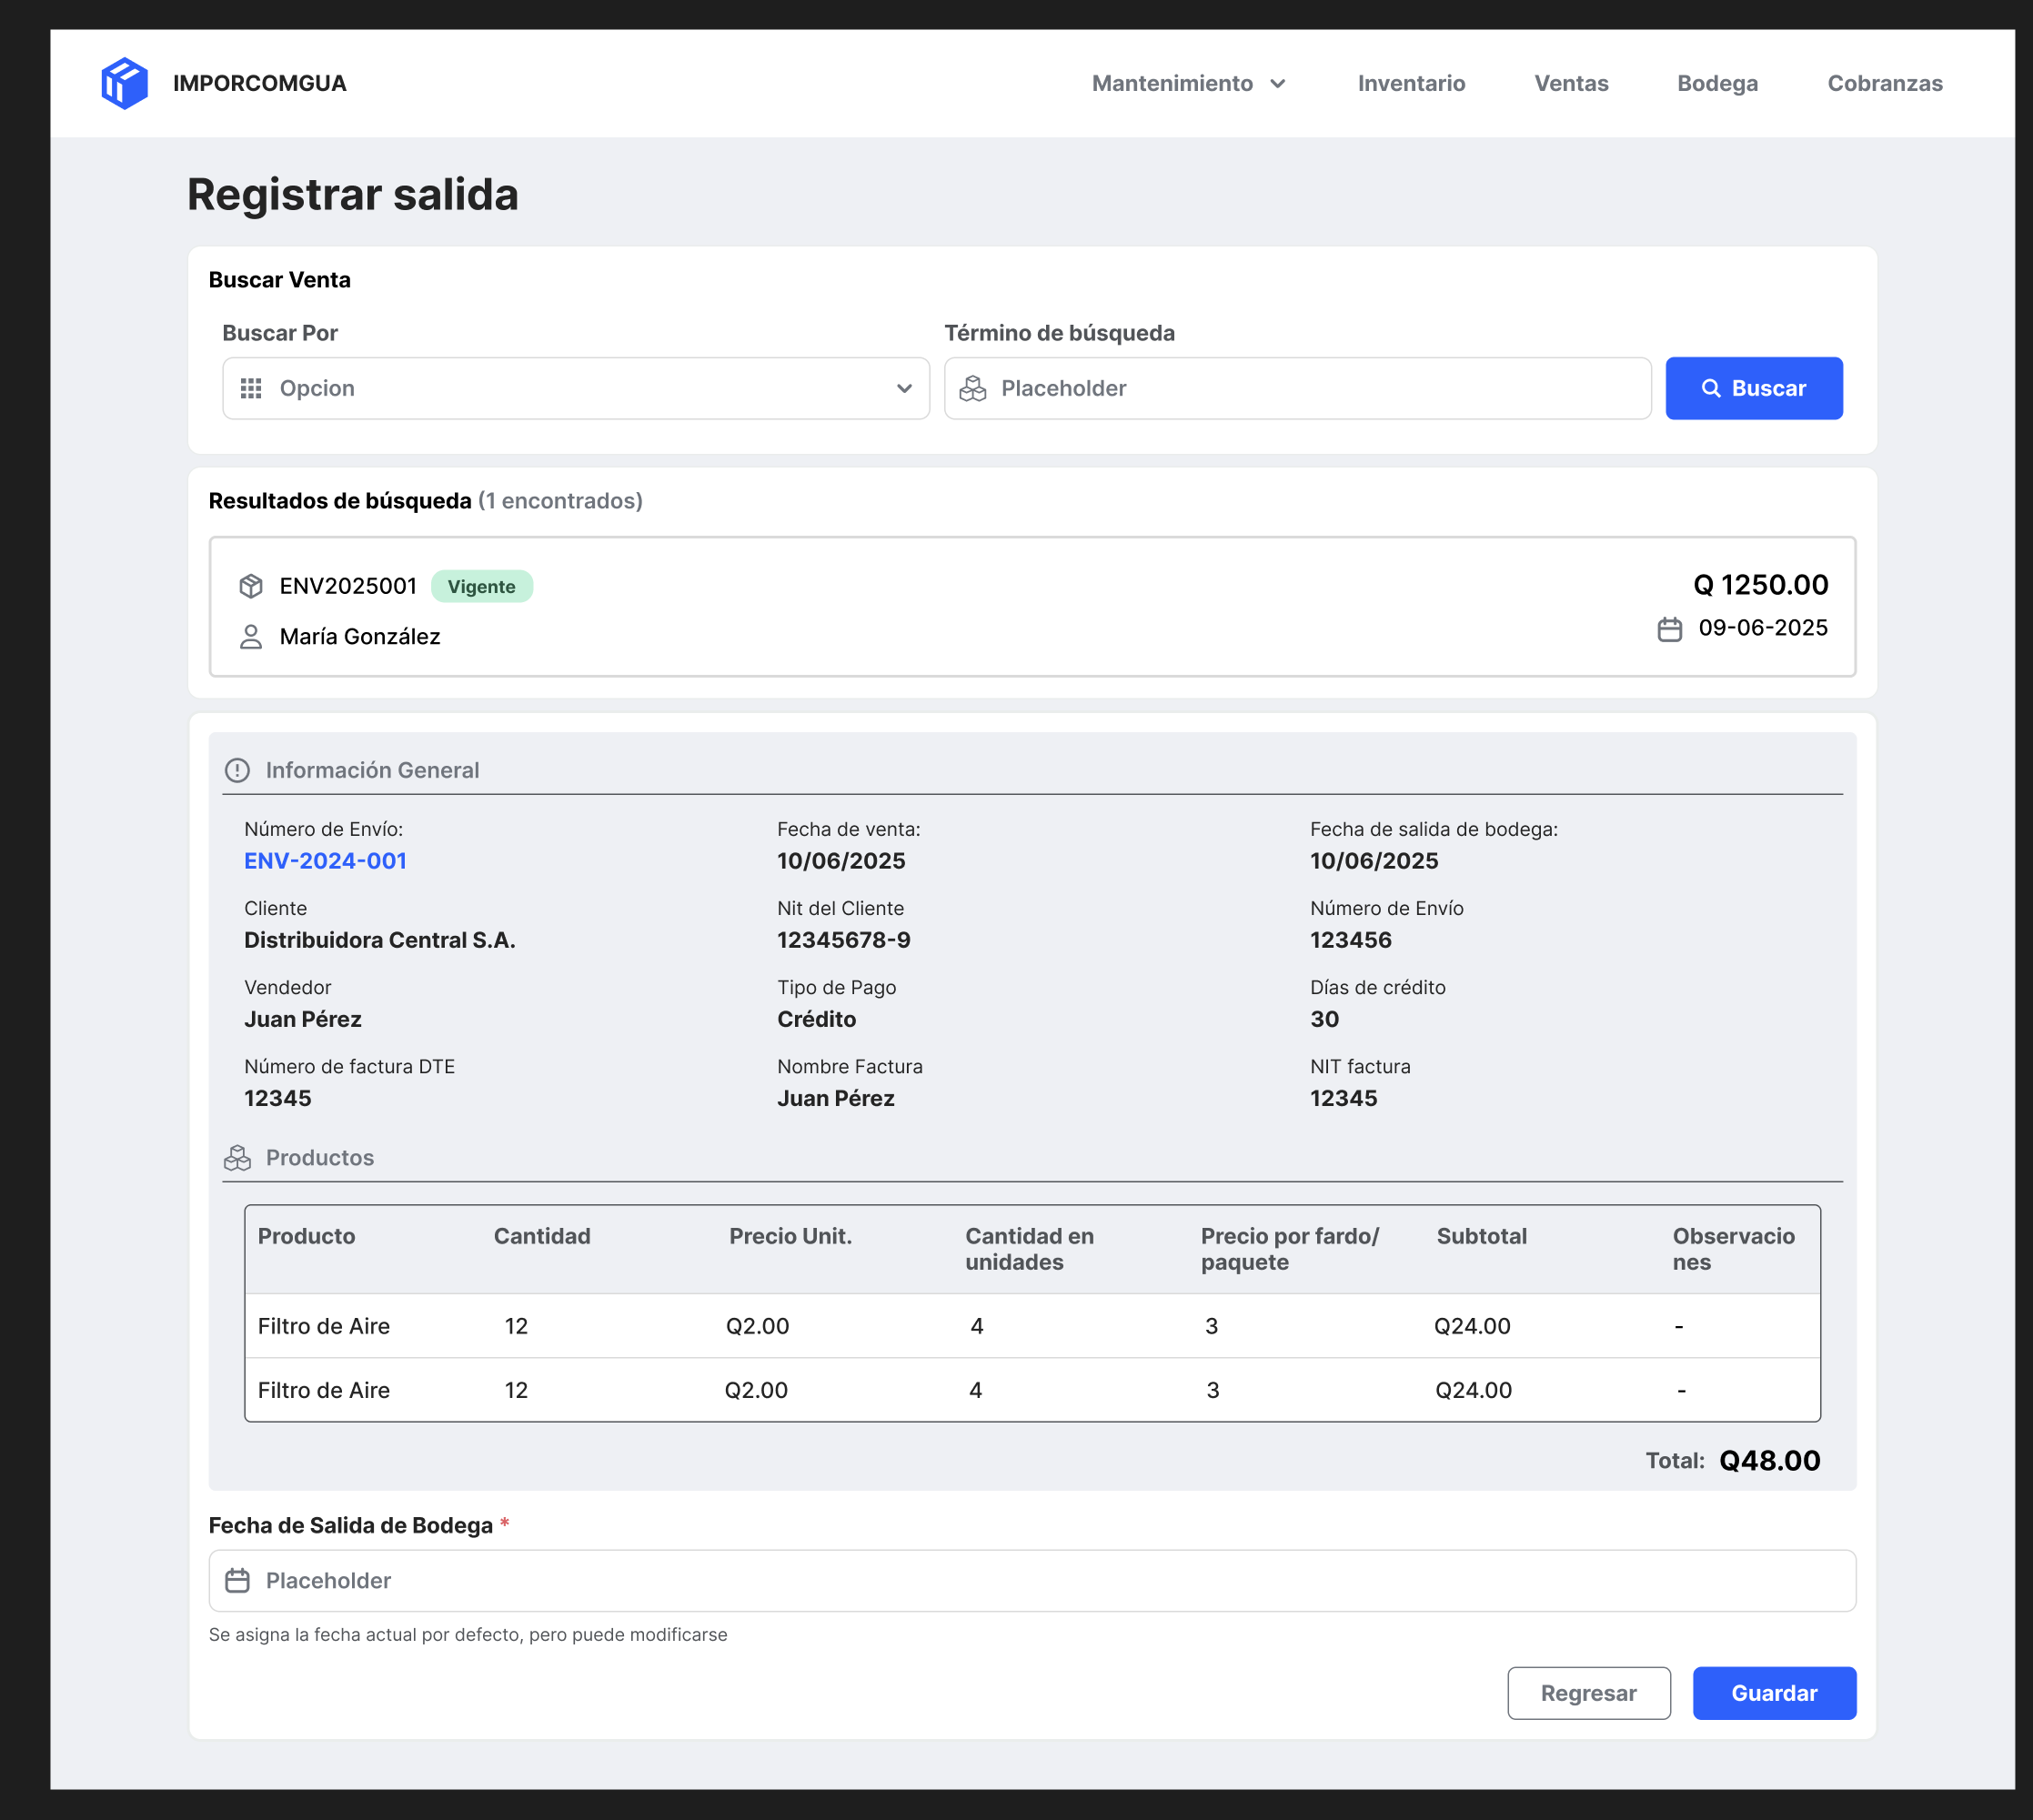 IMPORCOMGUA
Mantenimiento Inventario Ventas Bodega Cobranzas
Registrar salida
Buscar Venta
Buscar Por Término de búsqueda
Opcion Placeholder Buscar
Resultados de búsqueda (1 encontrados)
ENV2025001 Vigente Q 1250.00
María González 09-06-2025
Información General
Número de Envío: Fecha de venta: Fecha de salida de bodega:
ENV-2024-001 10/06/2025 10/06/2025
Cliente Nit del Cliente Número de Envío
Distribuidora Central S.A. 12345678-9 123456
Vendedor Tipo de Pago Días de crédito
Juan Pérez Crédito 30
Número de factura DTE Nombre Factura NIT factura
12345 Juan Pérez 12345
Productos
Producto Cantidad Precio Unit. Cantidad en Precio por fardo/ Subtotal Observacio
unidades paquete nes
Filtro de Aire 12 Q2.00 4 3 Q24.00 -
Filtro de Aire 12 Q2.00 4 3 Q24.00 -
Total: Q48.00
Fecha de Salida de Bodega *
Placeholder
Se asigna la fecha actual por defecto, pero puede modificarse
Regresar Guardar